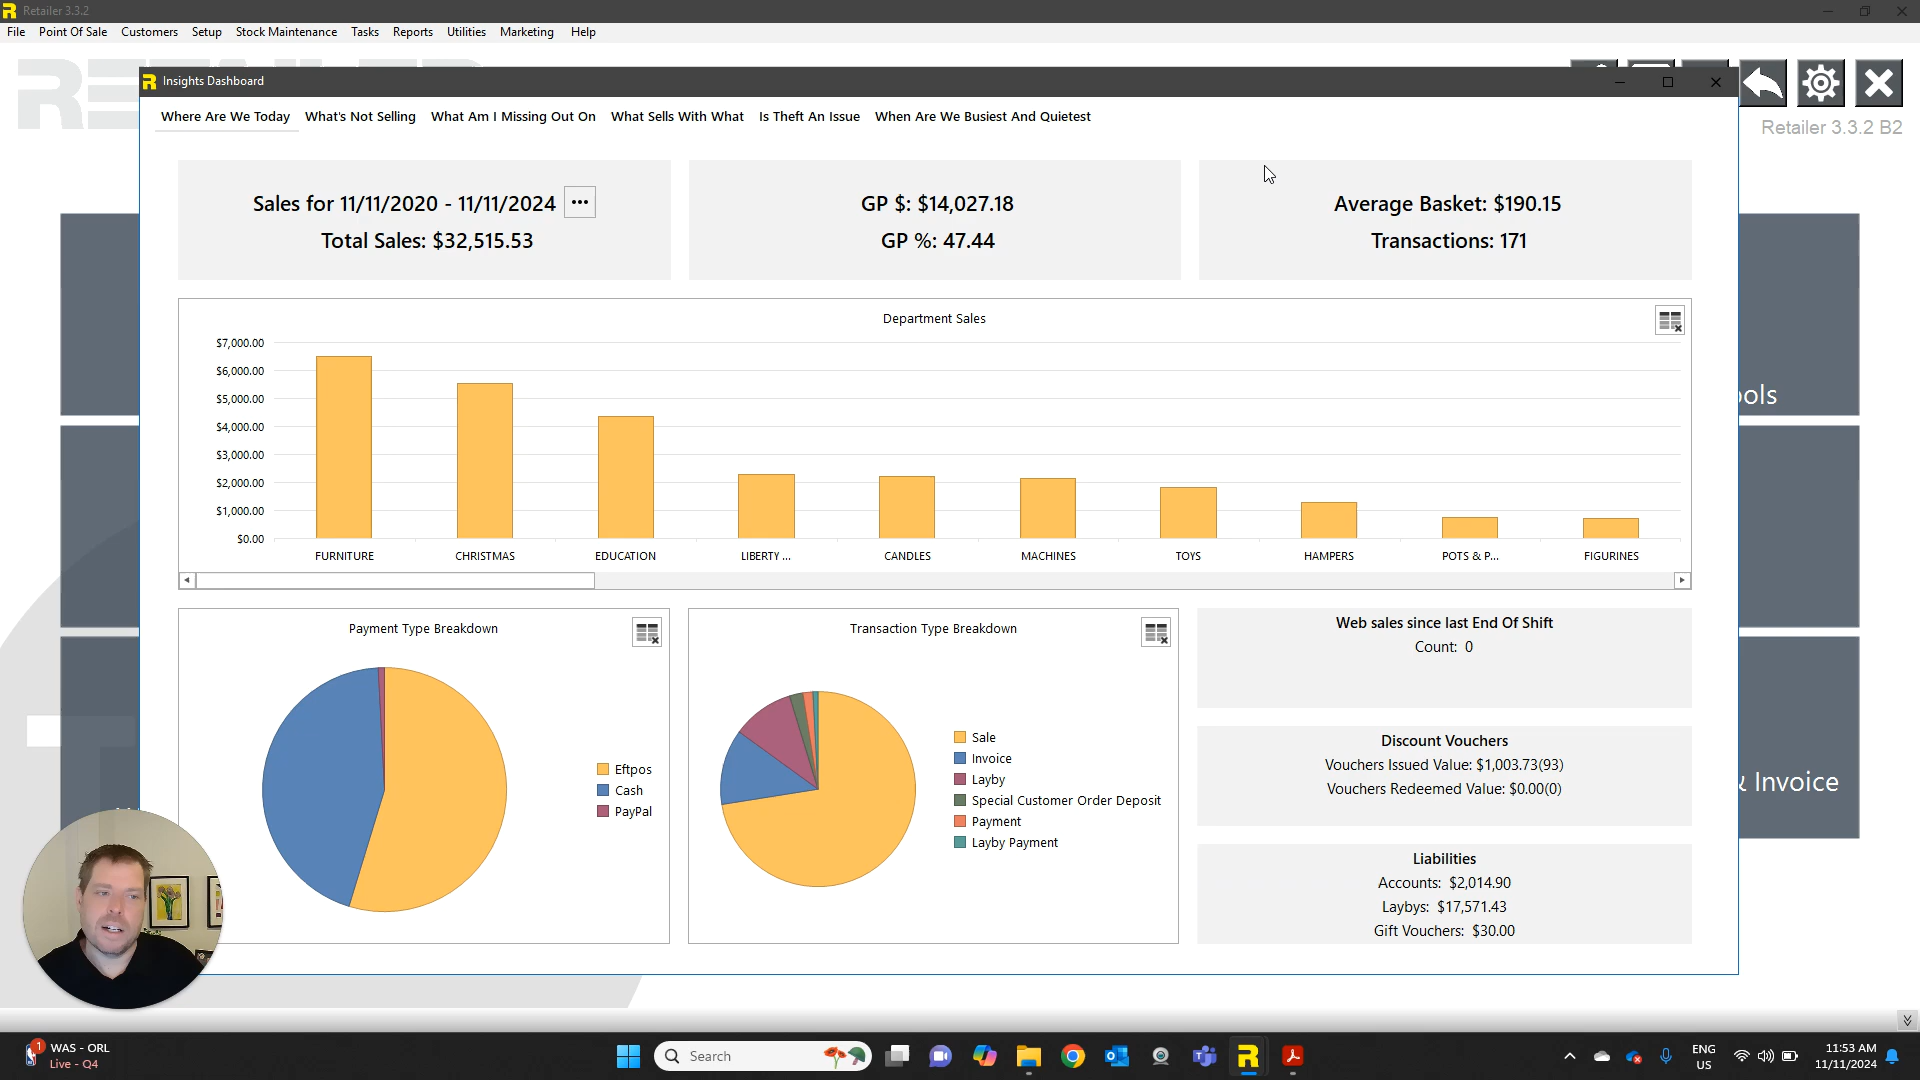 Retailer 3.3.2
File Point Of Sale Customers Setup Stock Maintenance Tasks Reports Utilities Marketing Help
Insights Dashboard
Where Are We Today What's Not Selling What Am I Missing Out On What Sells With What Is Theft An Issue When Are We Busiest And Quietest
Retailer 3.3.2 B2
Sales for 11/11/2020 - 11/11/2024 ...
Total Sales: $32,515.53
GP $: $14,027.18
GP %: 47.44
Average Basket: $190.15
Transactions: 171
Department Sales
$7,000.00
$6,000.00
$5,000.00
$4,000.00
$3,000.00
$2,000.00
$1,000.00
$0.00
FURNITURE CHRISTMAS EDUCATION LIBERTY ... CANDLES MACHINES TOYS HAMPERS POTS & P... FIGURINES
Payment Type Breakdown
Eftpos
Cash
PayPal
Transaction Type Breakdown
Sale
Invoice
Layby
Special Customer Order Deposit
Payment
Layby Payment
Web sales since last End Of Shift
Count: 0
Discount Vouchers
Vouchers Issued Value: $1,003.73(93)
Vouchers Redeemed Value: $0.00(0)
Liabilities
Accounts: $2,014.90
Laybys: $17,571.43
Gift Vouchers: $30.00
& Invoice
1
WAS - ORL
Live - Q4
Search
ENG
US
11:53 AM
11/11/2024